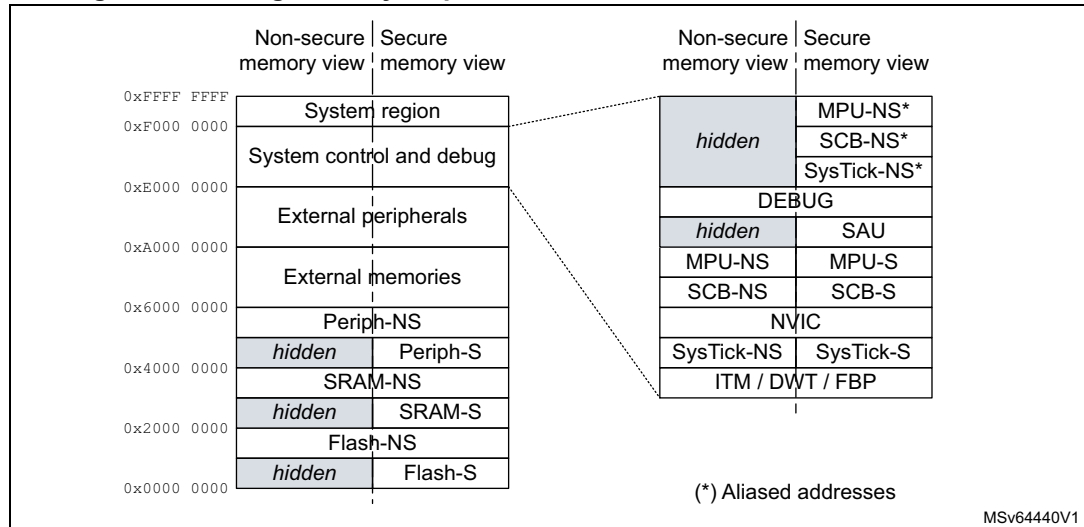 Non-secure Secure
memory view memory view
0xFFFF FFFF
System region
0xF000 0000
System control and debug
0xE000 0000
External peripherals
0xA000 0000
External memories
0x6000 0000
Periph-NS
hidden Periph-S
0x4000 0000
SRAM-NS
hidden SRAM-S
0x2000 0000
Flash-NS
hidden Flash-S
0x0000 0000
Non-secure Secure
memory view memory view
hidden
MPU-NS*
SCB-NS*
SysTick-NS*
DEBUG
hidden SAU
MPU-NS MPU-S
SCB-NS SCB-S
NVIC
SysTick-NS SysTick-S
ITM / DWT / FBP
(*) Aliased addresses
MSv64440V1